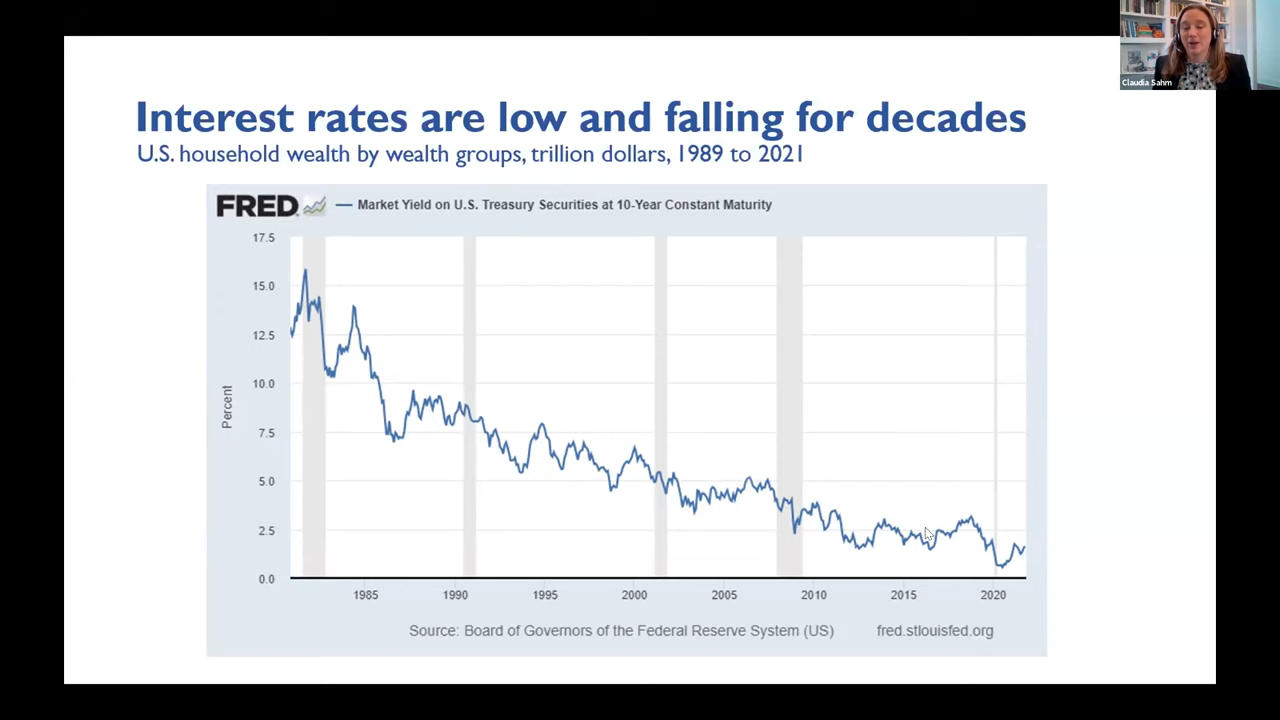 Claudia Sahm
Interest rates are low and falling for decades
U.S. household wealth by wealth groups, trillion dollars, 1989 to 2021
FRED
Market Yield on U.S. Treasury Securities at 10-Year Constant Maturity
17.5
15.0
12.5
10.0
7.5
5.0
2.5
0.0
Percent
1985 1990 1995 2000 2005 2010 2015 2020
Source: Board of Governors of the Federal Reserve System (US) fred.stlouisfed.org